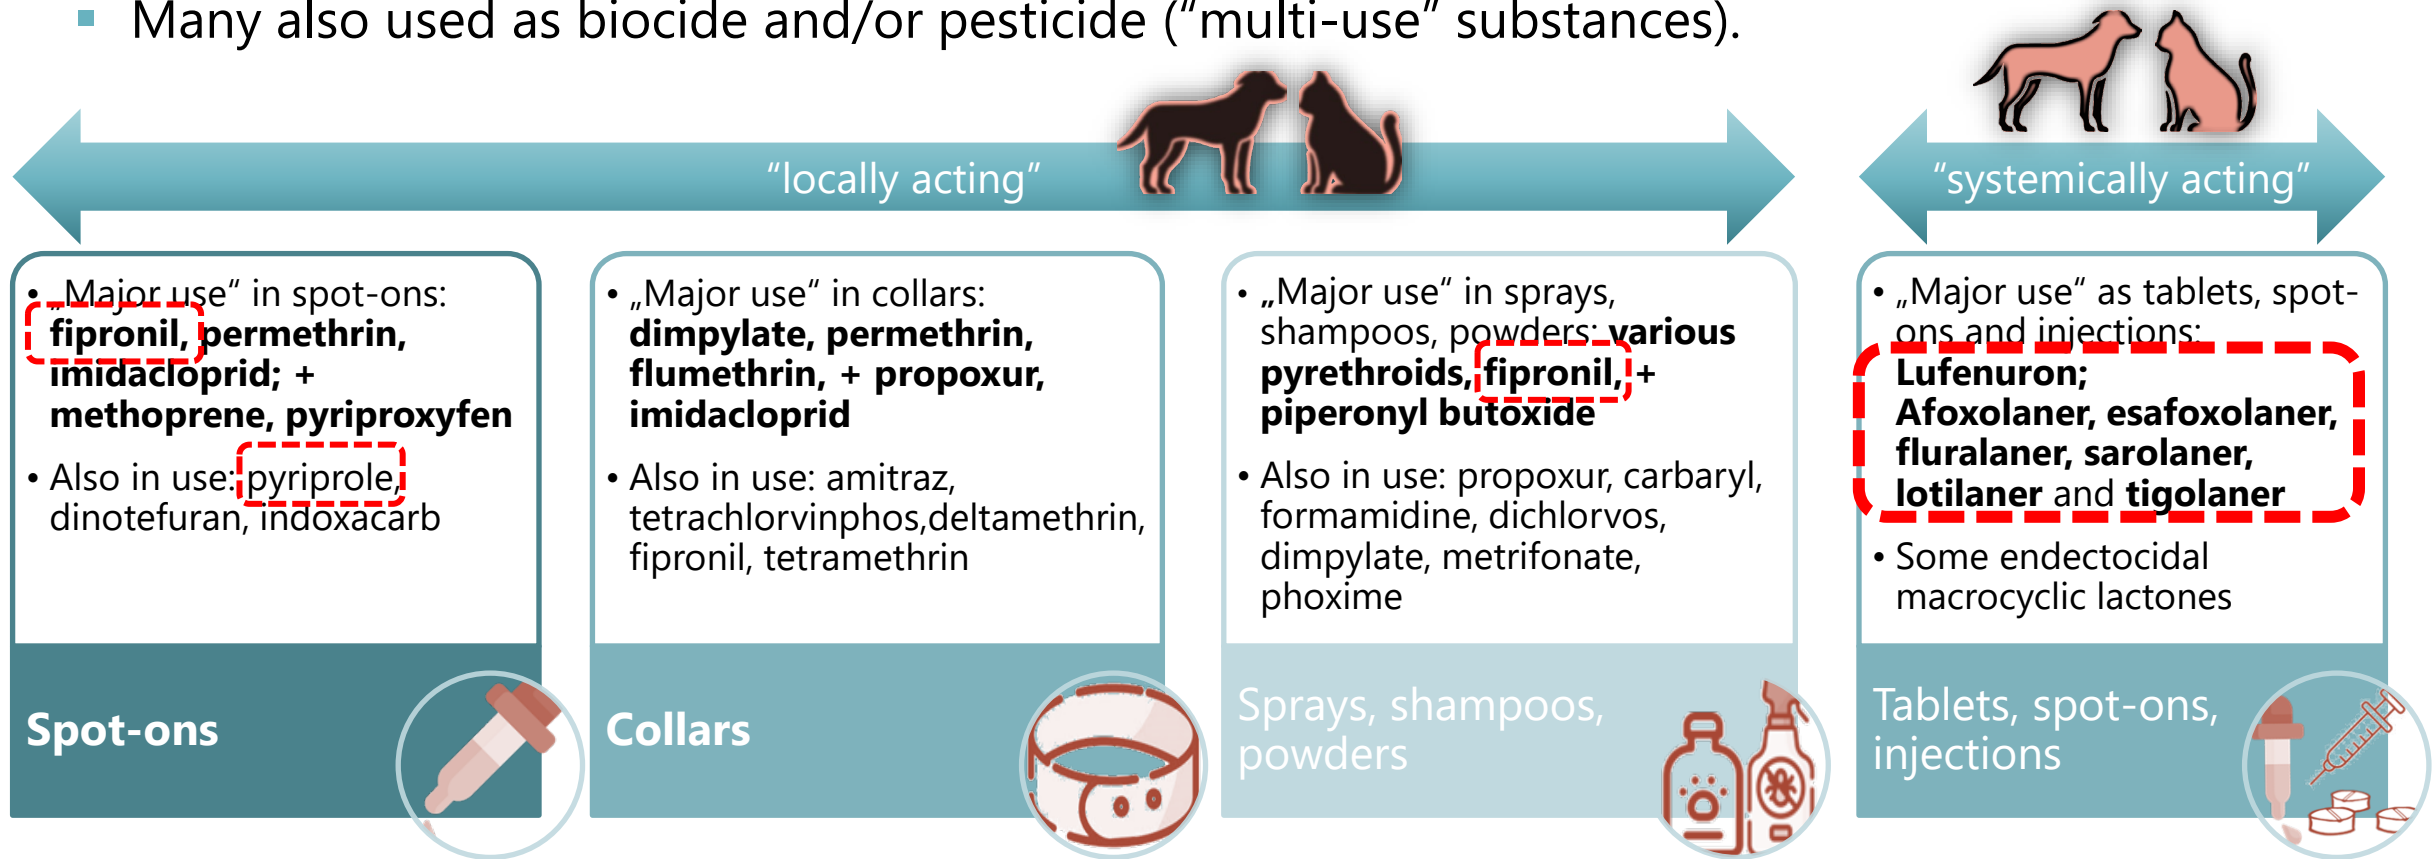 ▪ Many also used as biocide and/or pesticide (“multi-use” substances).
“locally acting”
“systemically acting”
• „Major use“ in spot-ons:
fipronil, permethrin,
imidacloprid; +
methoprene, pyriproxyfen
• Also in use: pyriprole,
dinotefuran, indoxacarb
Spot-ons
• „Major use“ in collars:
dimpylate, permethrin,
flumethrin, + propoxur,
imidacloprid
• Also in use: amitraz,
tetrachlorvinphos,deltamethrin,
fipronil, tetramethrin
Collars
• „Major use“ in sprays,
shampoos, powders: various
pyrethroids, fipronil, +
piperonyl butoxide
• Also in use: propoxur, carbaryl,
formamidine, dichlorvos,
dimpylate, metrifonate,
phoxime
Sprays, shampoos,
powders
• „Major use“ as tablets, spot-
ons and injections:
Lufenuron;
Afoxolaner, esafoxolaner,
fluralaner, sarolaner,
lotilaner and tigolaner
• Some endectocidal
macrocyclic lactones
Tablets, spot-ons,
injections